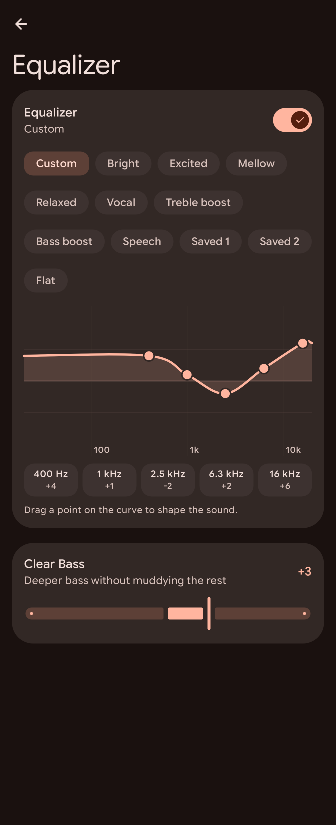 Equalizer
Equalizer
Custom
Custom Bright Excited Mellow
Relaxed Vocal Treble boost
Bass boost Speech Saved 1 Saved 2
Flat
100 1k 10k
400 Hz 1 kHz 2.5 kHz 6.3 kHz 16 kHz
+4 +1 -2 +2 +6
Drag a point on the curve to shape the sound.
Clear Bass
Deeper bass without muddying the rest
+3